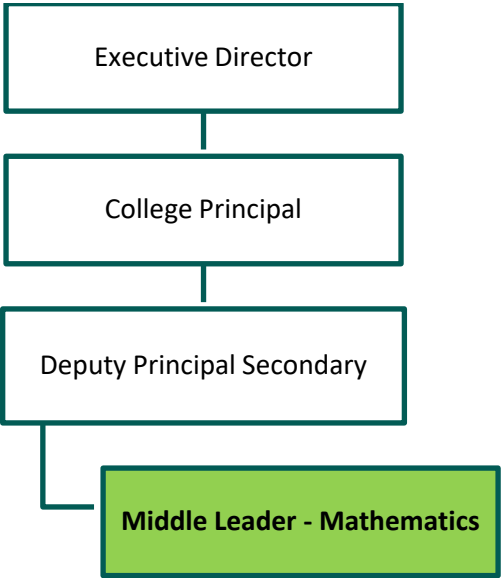 Executive Director
College Principal
Deputy Principal Secondary
Middle Leader - Mathematics